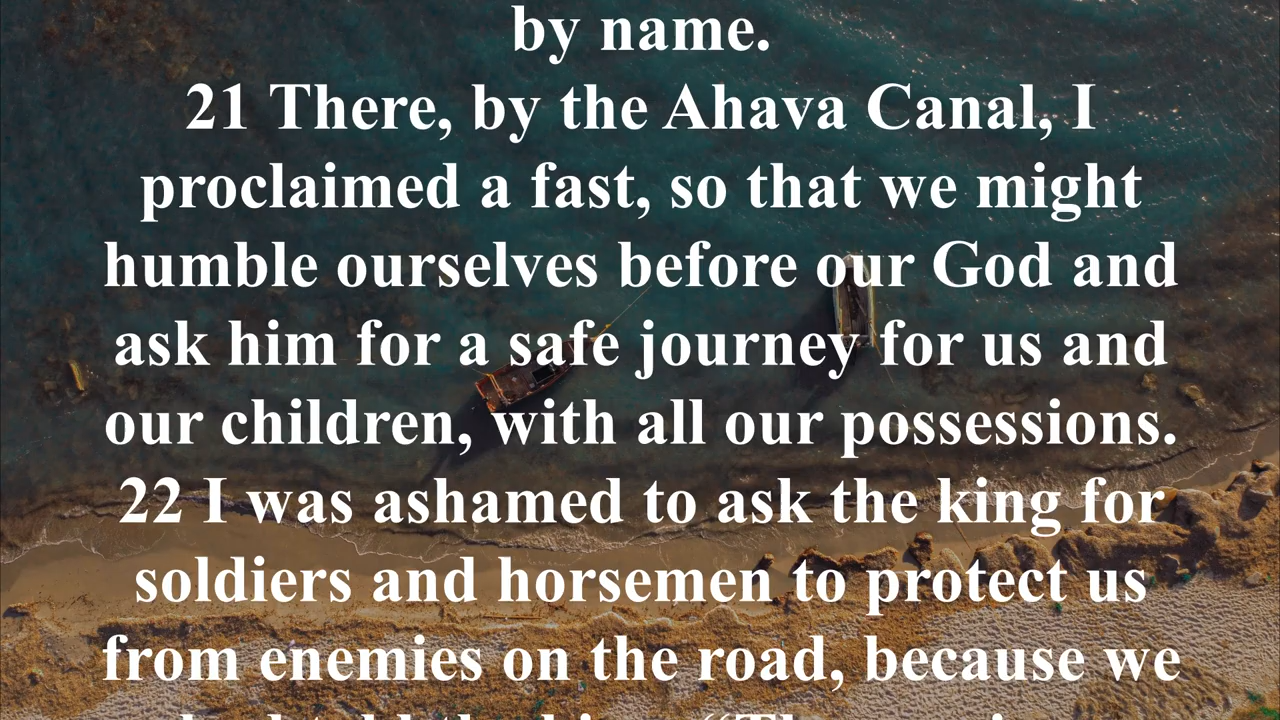 by name.
21 There, by the Ahava Canal, I
proclaimed a fast, so that we might
humble ourselves before our God and
ask him for a safe journey for us and
our children, with all our possessions.
22 I was ashamed to ask the king for
soldiers and horsemen to protect us
from enemies on the road, because we